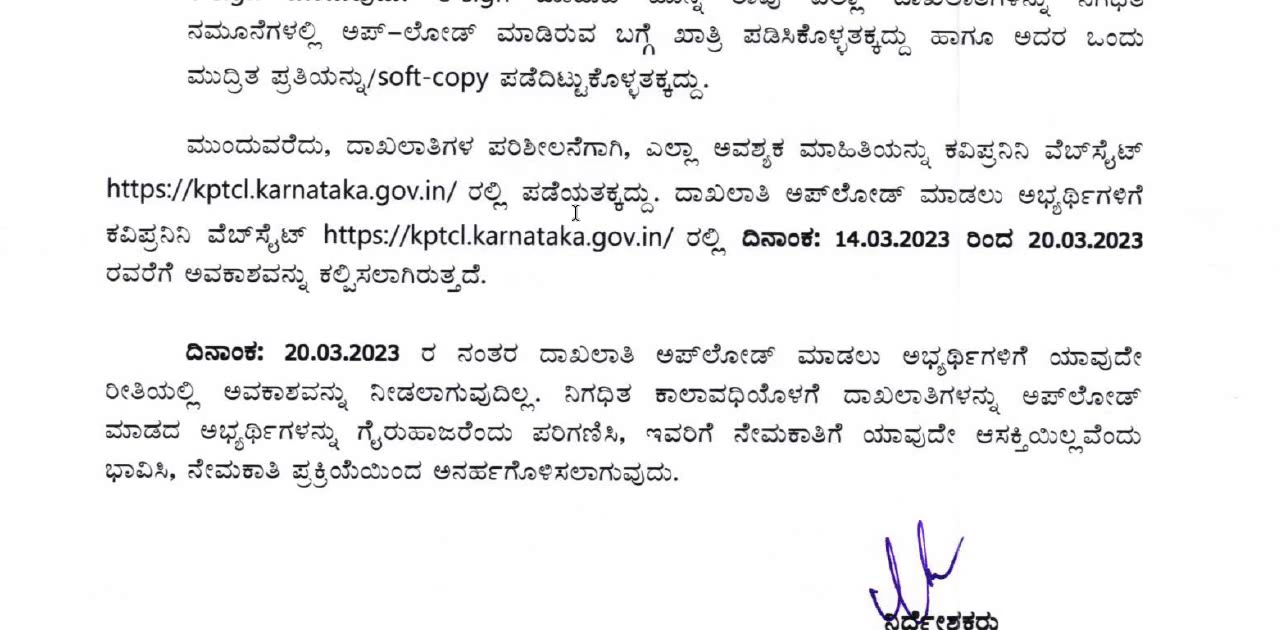 ನಮೂನೆಗಳಲ್ಲಿ ಅಪ್–ಲೋಡ್ ಮಾಡಿರುವ ಬಗ್ಗೆ ಖಾತ್ರಿ ಪಡಿಸಿಕೊಳ್ಳತಕ್ಕದ್ದು ಹಾಗೂ ಅದರ ಒಂದು
ಮುದ್ರಿತ ಪ್ರತಿಯನ್ನು/soft-copy ಪಡೆದಿಟ್ಟುಕೊಳ್ಳತಕ್ಕದ್ದು.
ಮುಂದುವರೆದು, ದಾಖಲಾತಿಗಳ ಪರಿಶೀಲನೆಗಾಗಿ, ಎಲ್ಲಾ ಅವಶ್ಯಕ ಮಾಹಿತಿಯನ್ನು ಕವಿಪ್ರನಿನಿ ವೆಬ್‌ಸೈಟ್
https://kptcl.karnataka.gov.in/ ರಲ್ಲಿ ಪಡೆಯತಕ್ಕದ್ದು. ದಾಖಲಾತಿ ಅಪ್‌ಲೋಡ್ ಮಾಡಲು ಅಭ್ಯರ್ಥಿಗಳಿಗೆ
ಕವಿಪ್ರನಿನಿ ವೆಬ್‌ಸೈಟ್ https://kptcl.karnataka.gov.in/ ರಲ್ಲಿ ದಿನಾಂಕ: 14.03.2023 ರಿಂದ 20.03.2023
ರವರೆಗೆ ಅವಕಾಶವನ್ನು ಕಲ್ಪಿಸಲಾಗಿರುತ್ತದೆ.
ದಿನಾಂಕ: 20.03.2023 ರ ನಂತರ ದಾಖಲಾತಿ ಅಪ್‌ಲೋಡ್ ಮಾಡಲು ಅಭ್ಯರ್ಥಿಗಳಿಗೆ ಯಾವುದೇ
ರೀತಿಯಲ್ಲಿ ಅವಕಾಶವನ್ನು ನೀಡಲಾಗುವುದಿಲ್ಲ. ನಿಗಧಿತ ಕಾಲಾವಧಿಯೊಳಗೆ ದಾಖಲಾತಿಗಳನ್ನು ಅಪ್‌ಲೋಡ್
ಮಾಡದ ಅಭ್ಯರ್ಥಿಗಳನ್ನು ಗೈರುಹಾಜರೆಂದು ಪರಿಗಣಿಸಿ, ಇವರಿಗೆ ನೇಮಕಾತಿಗೆ ಯಾವುದೇ ಆಸಕ್ತಿಯಿಲ್ಲವೆಂದು
ಭಾವಿಸಿ, ನೇಮಕಾತಿ ಪ್ರಕ್ರಿಯೆಯಿಂದ ಅನರ್ಹಗೊಳಿಸಲಾಗುವುದು.
ನಿರ್ದೇಶಕರು